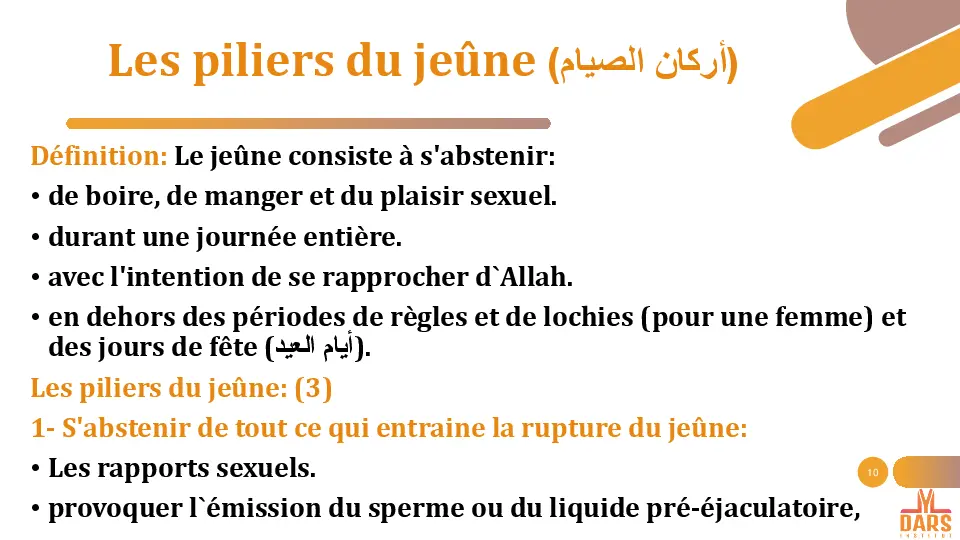 Les piliers du jeûne (أركان الصيام)
Définition: Le jeûne consiste à s'abstenir:
• de boire, de manger et du plaisir sexuel.
• durant une journée entière.
• avec l'intention de se rapprocher d`Allah.
• en dehors des périodes de règles et de lochies (pour une femme) et
des jours de fête (أيام العيد).
Les piliers du jeûne: (3)
1- S'abstenir de tout ce qui entraine la rupture du jeûne:
• Les rapports sexuels.
• provoquer l`émission du sperme ou du liquide pré-éjaculatoire,
10
DARS
INSTITUT